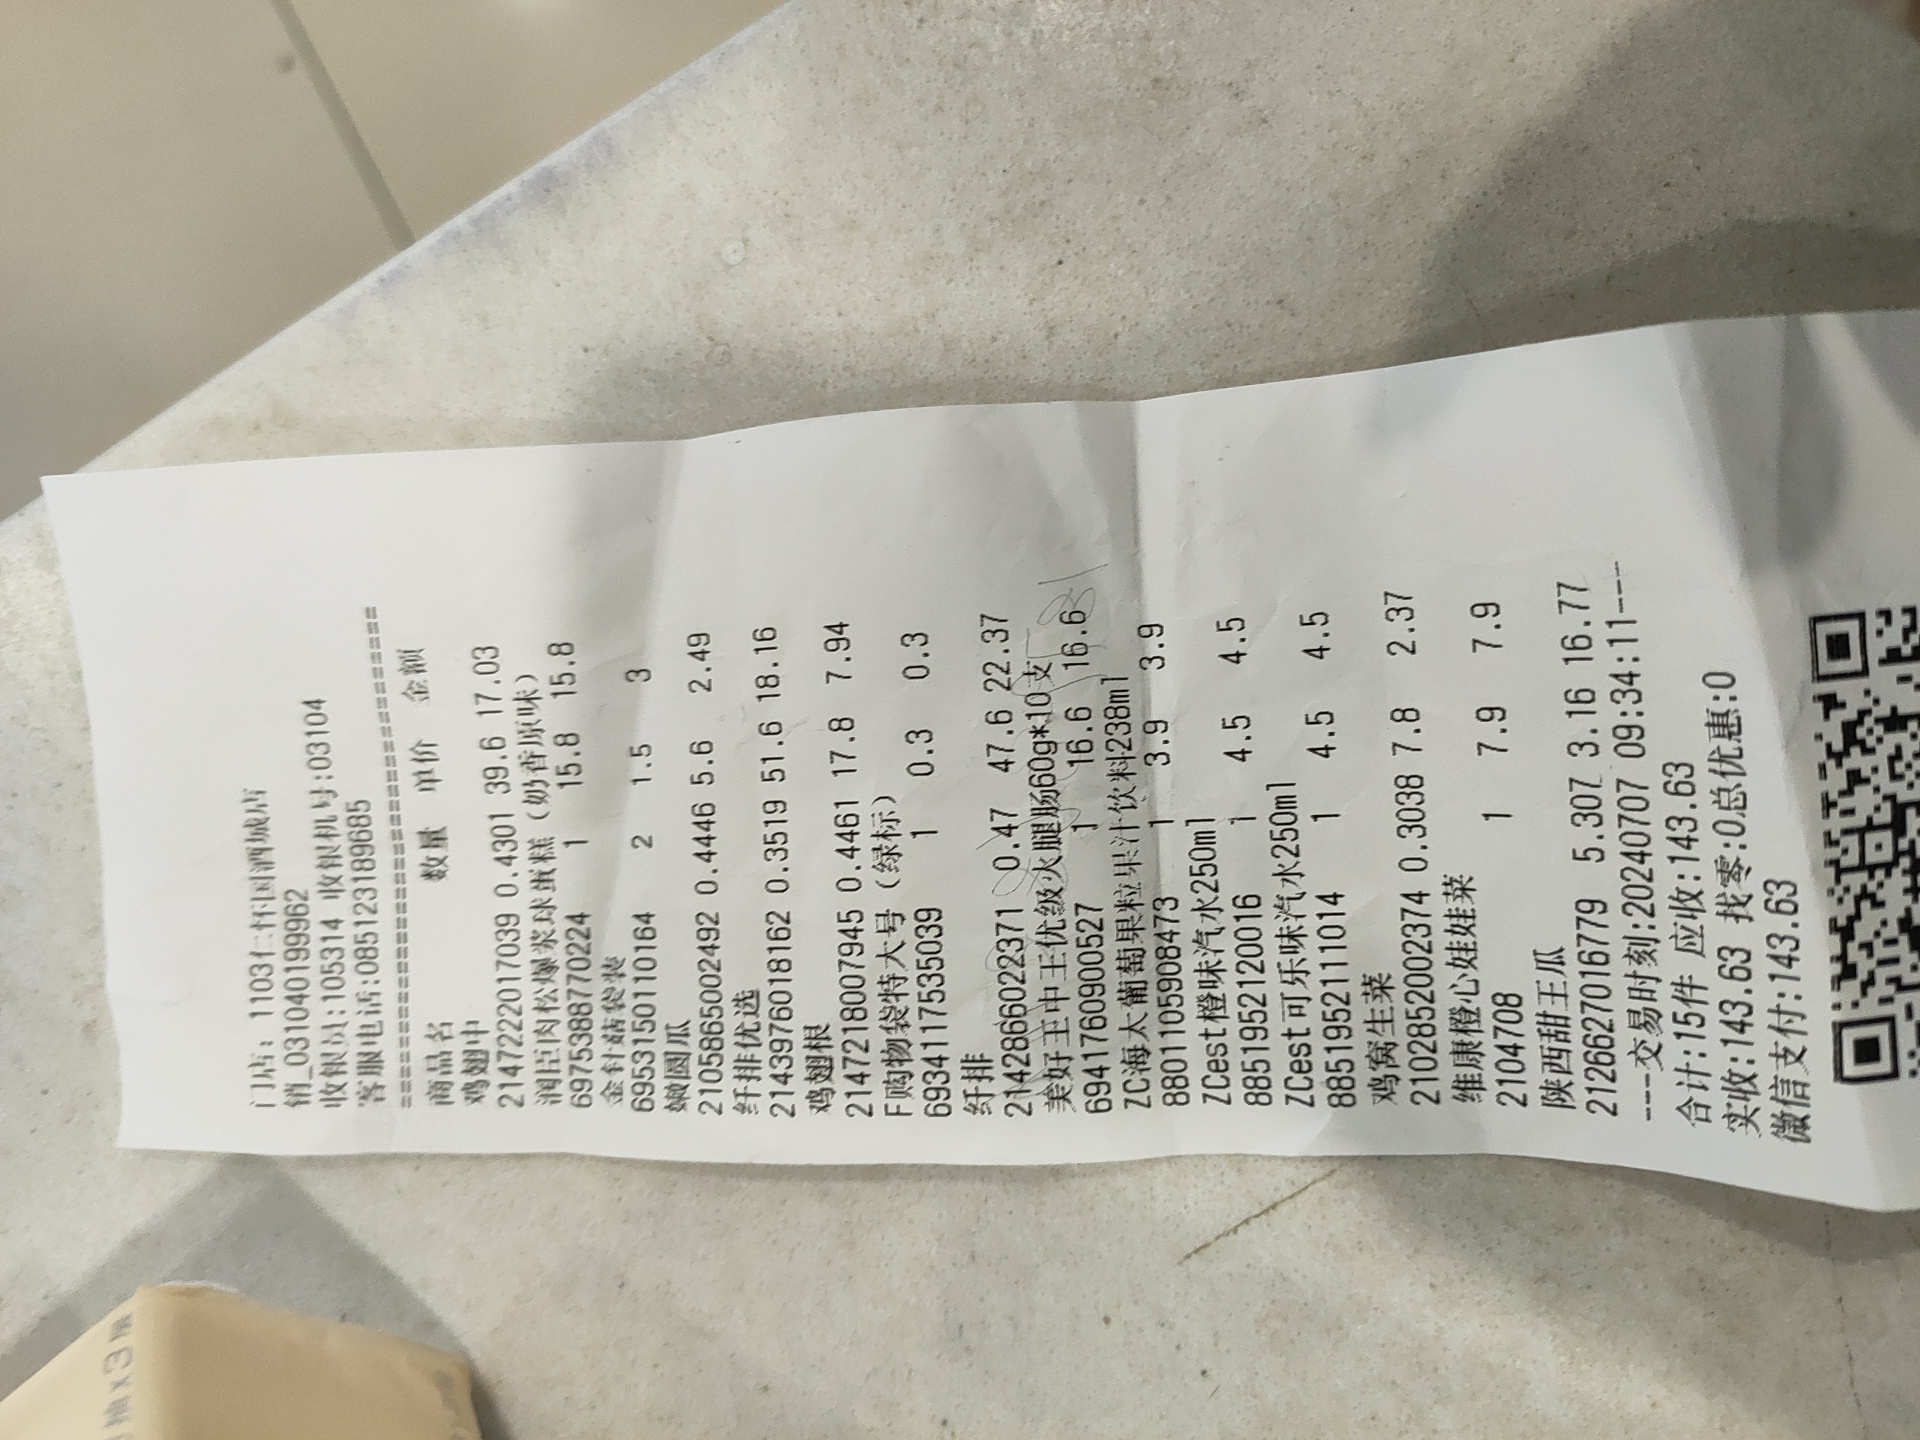 门店: 1103仁怀国酒城店
销_031040199962
收银员:105314 收银机号:03104
客服电话:085123189685
商品名 数量 单价 金额
鸡翅中
2147222017039 0.4301 39.6 17.03
润臣肉松爆浆球蛋糕(奶香原味)
6975388770224 1 15.8 15.8
金针菇袋装
6953150110164 2 1.5 3
嫩圆瓜
2105865002492 0.4446 5.6 2.49
纤排优选
2143976018162 0.3519 51.6 18.16
鸡翅根
2147218007945 0.4461 17.8 7.94
F购物袋特大号(绿标)
6934117535039 1 0.3 0.3
纤排
2142866022371 0.47 47.6 22.37
美好王中王优级火腿肠60g*10支
6941760900527 1 16.6 16.6
ZC海太葡萄果粒果汁饮料238ml
8801105908473 1 3.9 3.9
ZCest橙味汽水250ml
8851952120016 1 4.5 4.5
ZCest可乐味汽水250ml
8851952111014 1 4.5 4.5
鸡窝生菜
2102852002374 0.3038 7.8 2.37
维康橙心娃娃菜
2104708 1 7.9 7.9
陕西甜王瓜
2126627016779 5.307 3.16 16.77
---交易时刻:20240707 09:34:11---
合计:15件 应收:143.63
实收:143.63 找零:0总优惠:0
微信支付:143.63